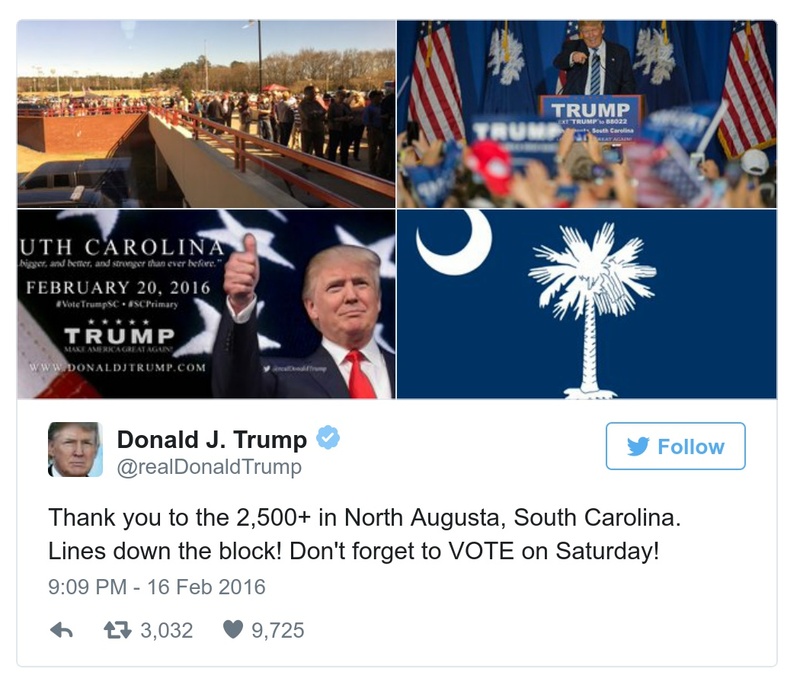 TRUMP
TEXT "TRUMP" to 88022
South Carolina
TRUMP
UTH CAROLINA
bigger, and better, and stronger than ever before."
FEBRUARY 20, 2016
#VoteTrumpSC • #SCPrimary
TRUMP
MAKE AMERICA GREAT AGAIN!
WWW.DONALDJTRUMP.COM
@realDonaldTrump
Donald J. Trump
@realDonaldTrump
Follow
Thank you to the 2,500+ in North Augusta, South Carolina.
Lines down the block! Don't forget to VOTE on Saturday!
9:09 PM - 16 Feb 2016
3,032
9,725